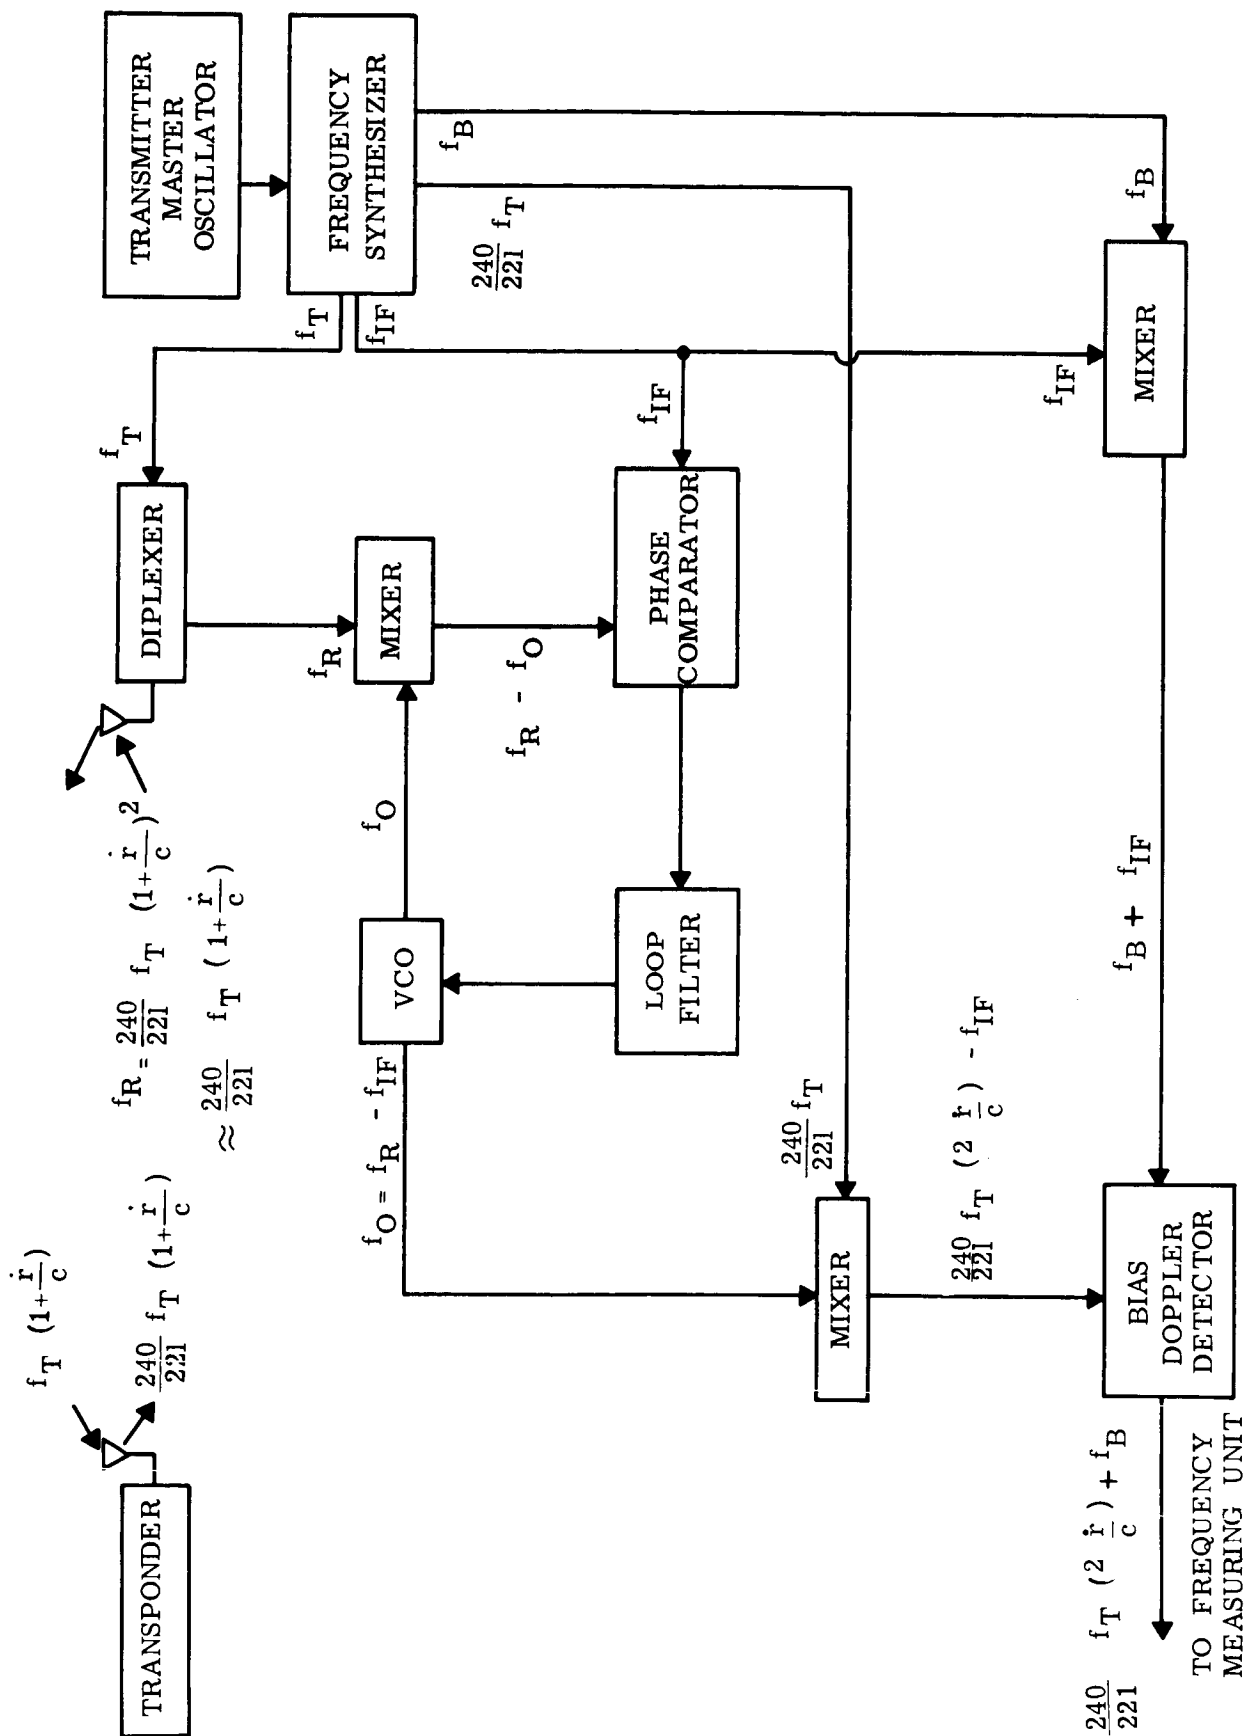 TRANSPONDER
f_T (1+ṙ/c)
240/221 f_T (1+ṙ/c)
f_R = 240/221 f_T (1+ṙ/c)²
≈ 240/221 f_T (1+ṙ/c)
DIPLEXER
f_T
TRANSMITTER
MASTER
OSCILLATOR
f_T
f_IF
FREQUENCY
SYNTHESIZER
f_B
240/221 f_T
f_R
MIXER
f_O
VCO
f_O = f_R - f_IF
f_R - f_O
f_IF
PHASE
COMPARATOR
LOOP
FILTER
240/221 f_T
MIXER
240/221 f_T (2 ṙ/c) - f_IF
f_IF
f_B
MIXER
f_B + f_IF
BIAS
DOPPLER
DETECTOR
240/221 f_T (2 ṙ/c) + f_B
TO FREQUENCY
MEASURING UNIT